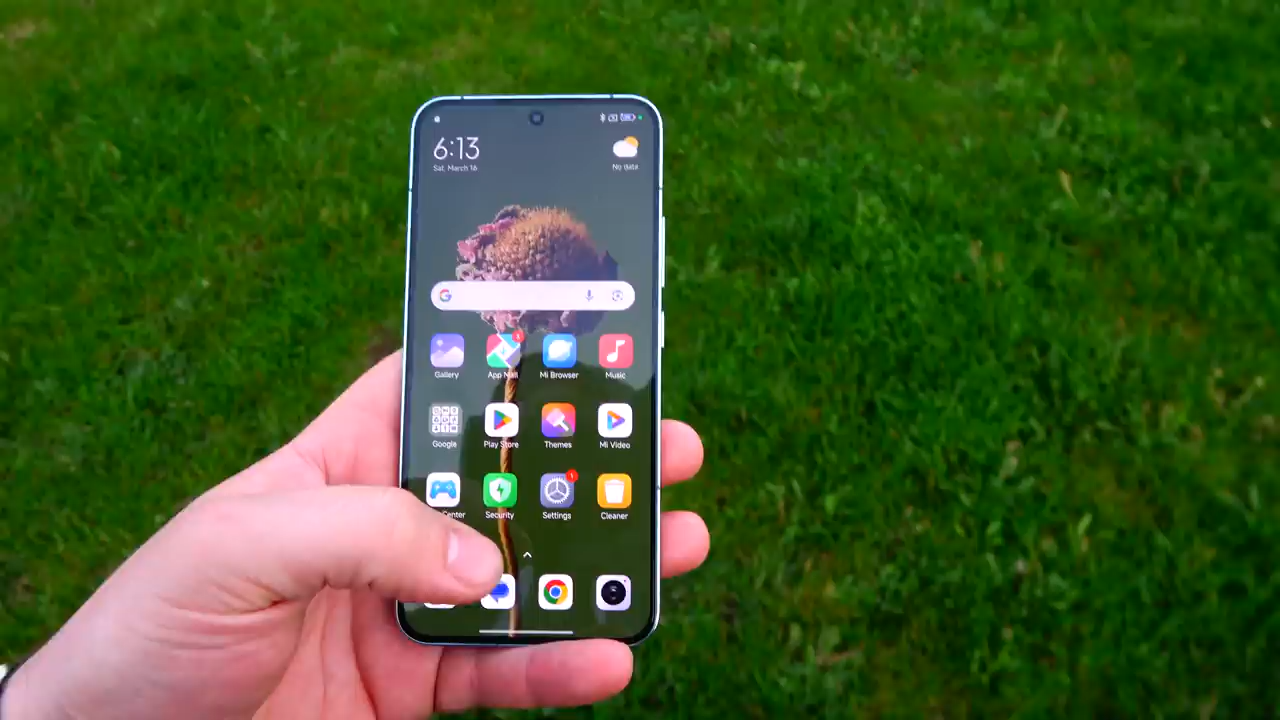 6:13
Sat, March 16
No data
Gallery
App Mall
Mi Browser
Music
Google
Play Store
Themes
Mi Video
Center
Security
Settings
Cleaner